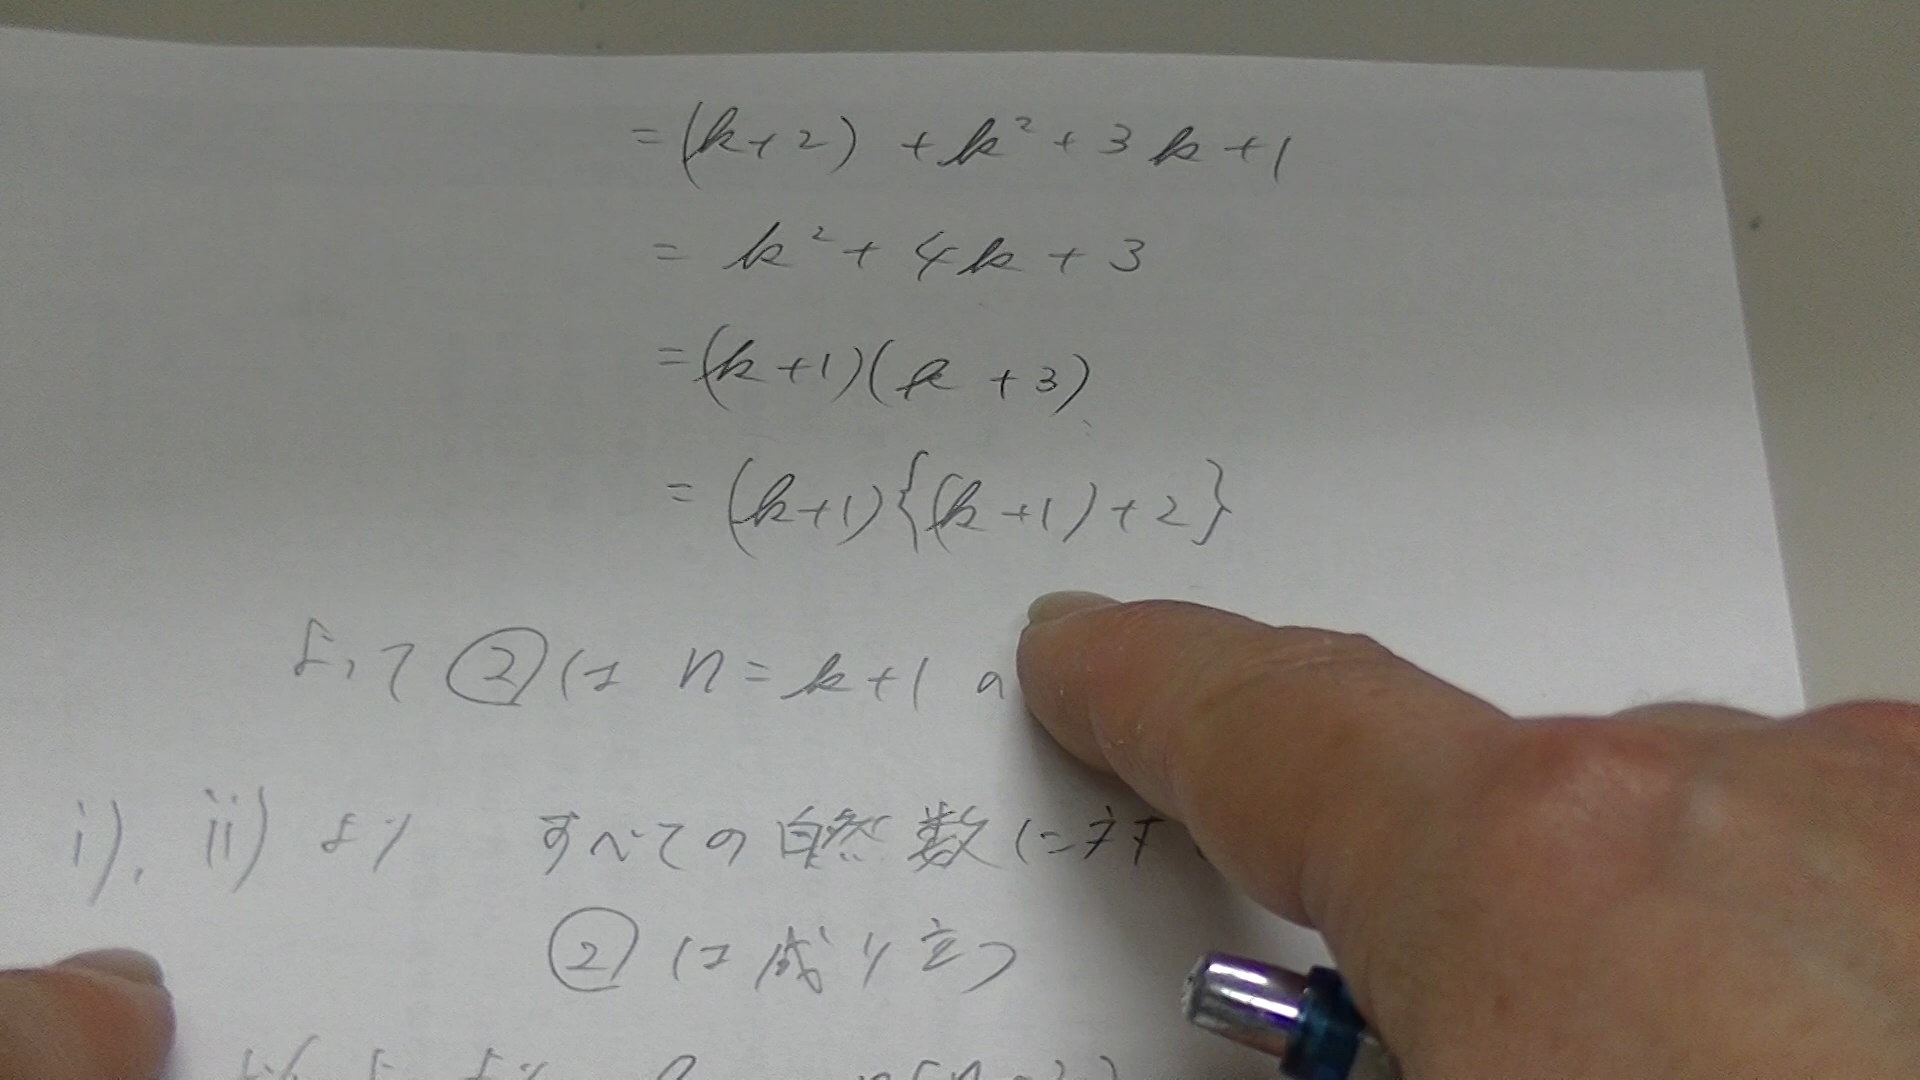 =(k+2)+k²+3k+1
= k²+4k+3
=(k+1)(k+3)
=(k+1){(k+1)+2}
よって②は n=k+1 の
i), ii) より すべての自然数に対
②は成り立つ